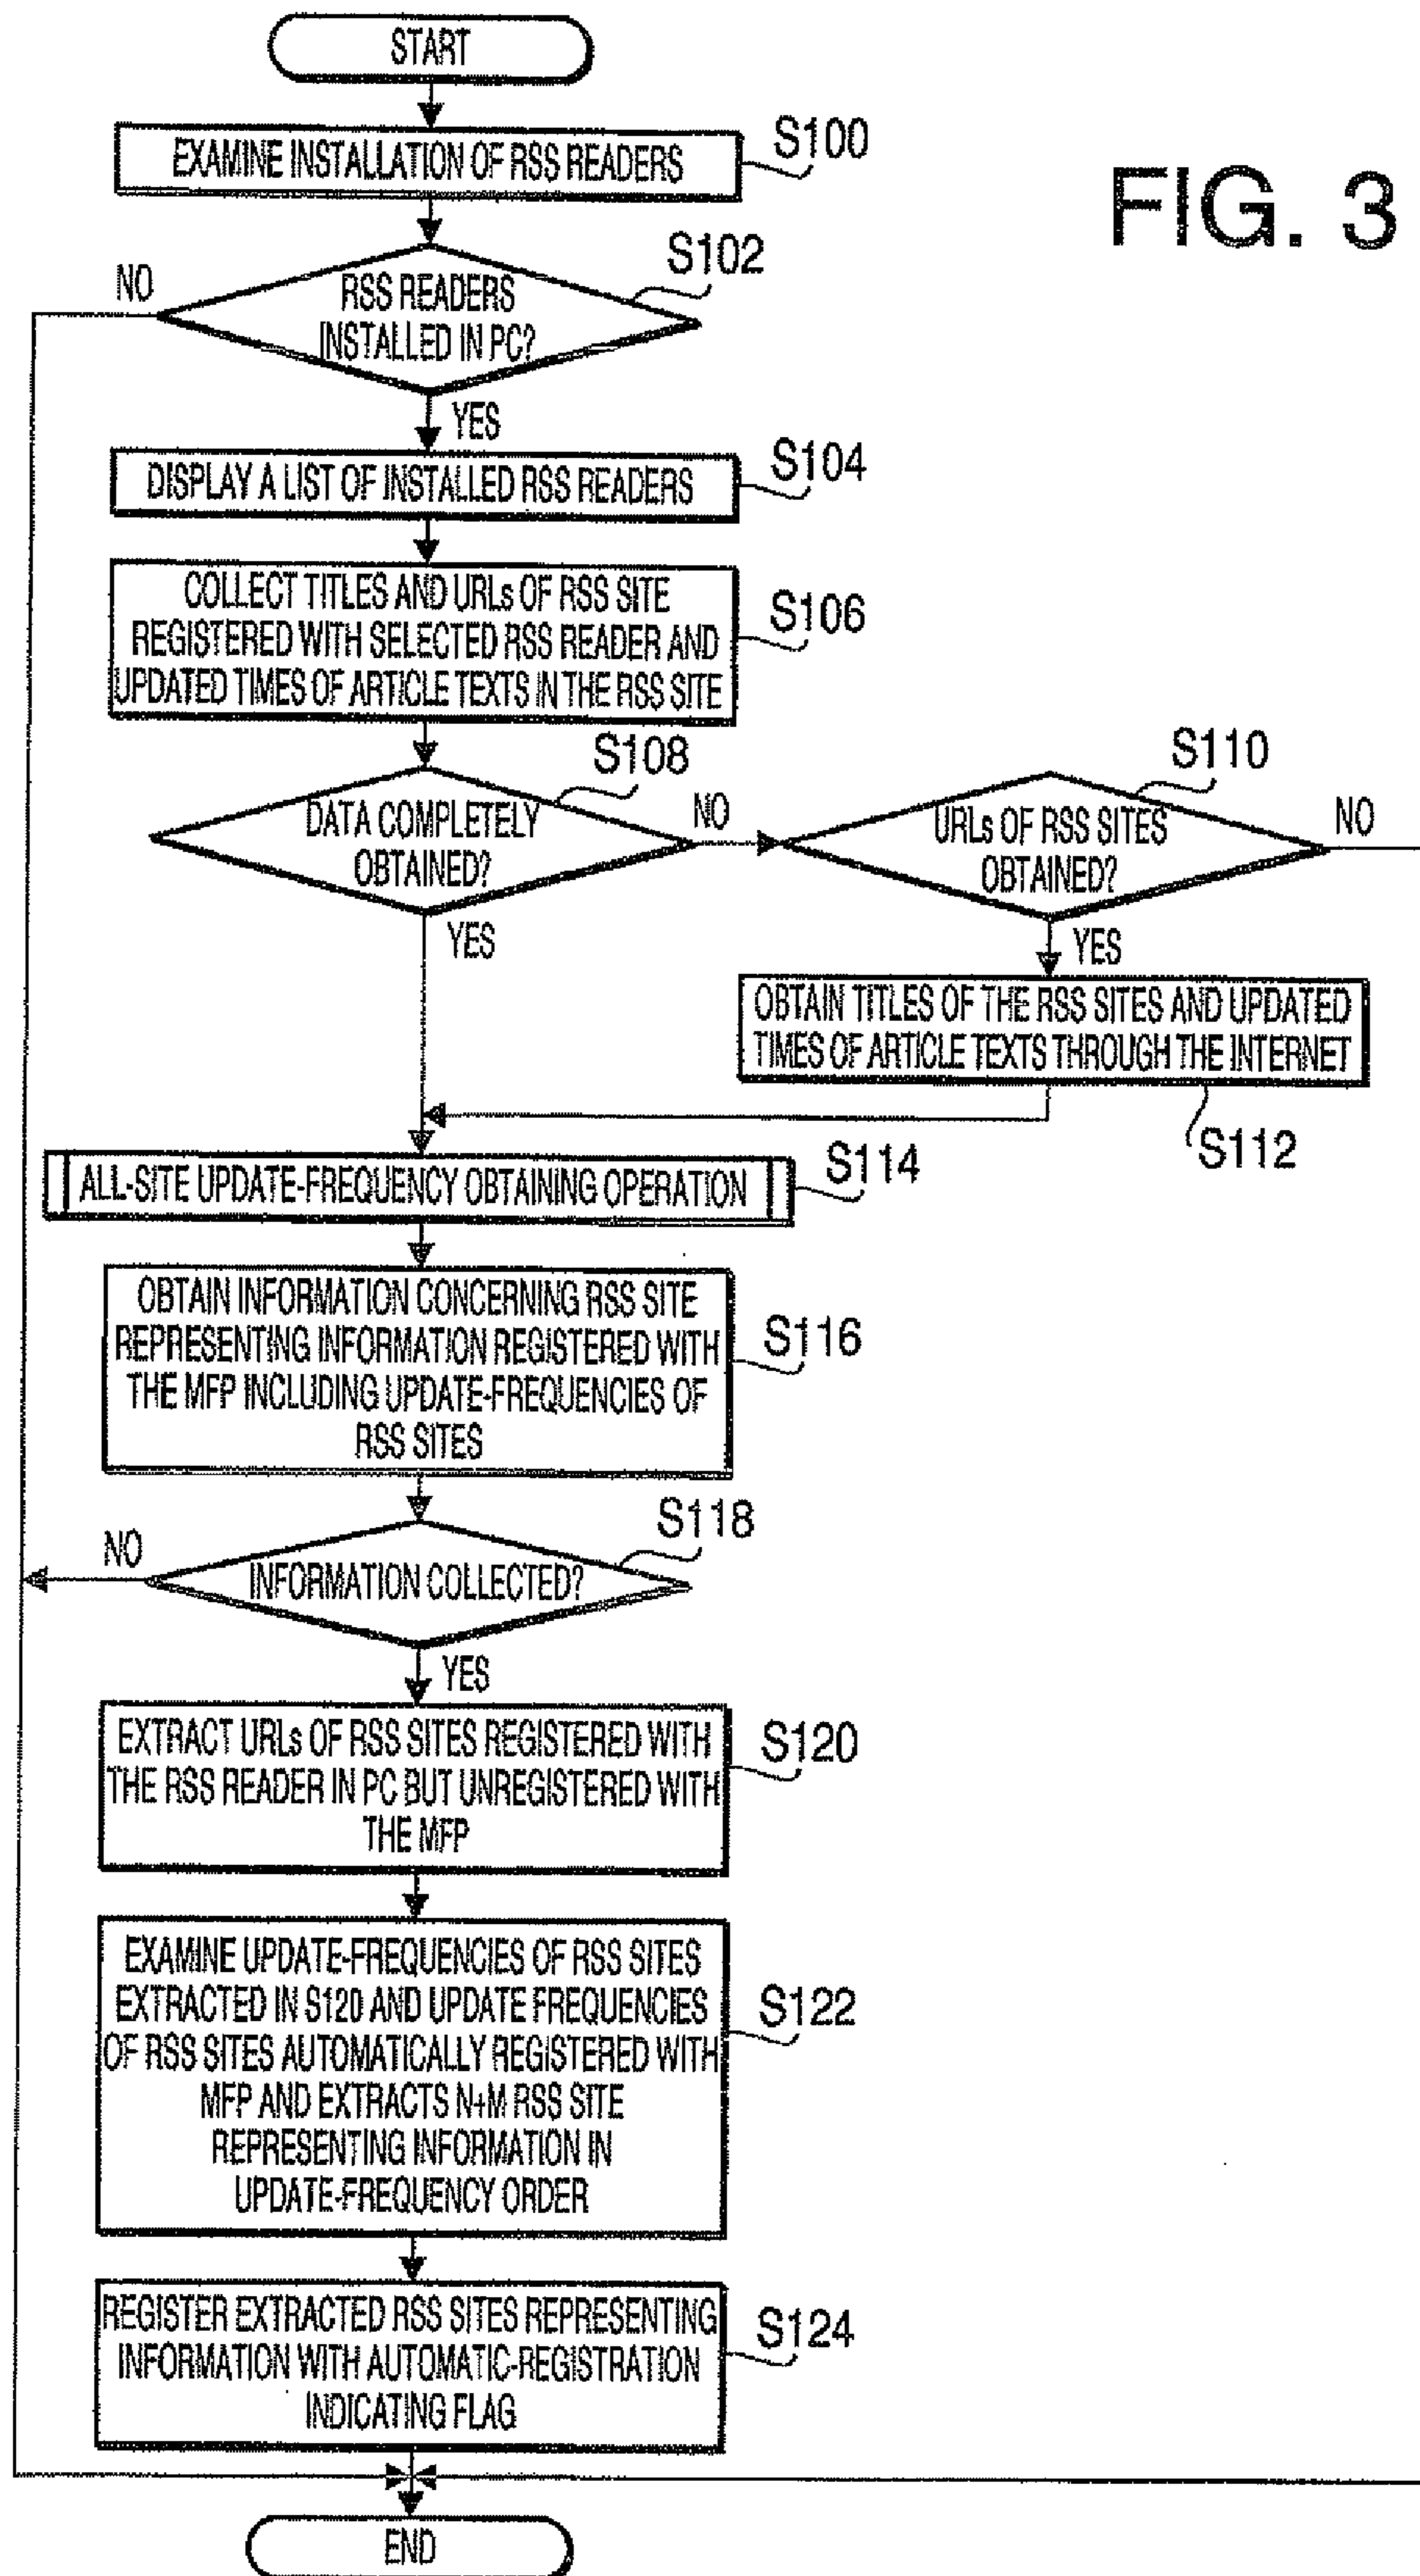 START
EXAMINE INSTALLATION OF RSS READERS
S100
FIG. 3
S102
NO
RSS READERS
INSTALLED IN PC?
YES
DISPLAY A LIST OF INSTALLED RSS READERS
S104
COLLECT TITLES AND URLs OF RSS SITE
REGISTERED WITH SELECTED RSS READER AND
UPDATED TIMES OF ARTICLE TEXTS IN THE RSS SITE
S106
S108
DATA COMPLETELY
OBTAINED?
NO
YES
S110
URLs OF RSS SITES
OBTAINED?
NO
YES
OBTAIN TITLES OF THE RSS SITES AND UPDATED
TIMES OF ARTICLE TEXTS THROUGH THE INTERNET
S112
ALL-SITE UPDATE-FREQUENCY OBTAINING OPERATION
S114
OBTAIN INFORMATION CONCERNING RSS SITE
REPRESENTING INFORMATION REGISTERED WITH
THE MFP INCLUDING UPDATE-FREQUENCIES OF
RSS SITES
S116
S118
NO
INFORMATION COLLECTED?
YES
EXTRACT URLs OF RSS SITES REGISTERED WITH
THE RSS READER IN PC BUT UNREGISTERED WITH
THE MFP
S120
EXAMINE UPDATE-FREQUENCIES OF RSS SITES
EXTRACTED IN S120 AND UPDATE FREQUENCIES
OF RSS SITES AUTOMATICALLY REGISTERED WITH
MFP AND EXTRACTS N+M RSS SITE
REPRESENTING INFORMATION IN
UPDATE-FREQUENCY ORDER
S122
REGISTER EXTRACTED RSS SITES REPRESENTING
INFORMATION WITH AUTOMATIC-REGISTRATION
INDICATING FLAG
S124
END